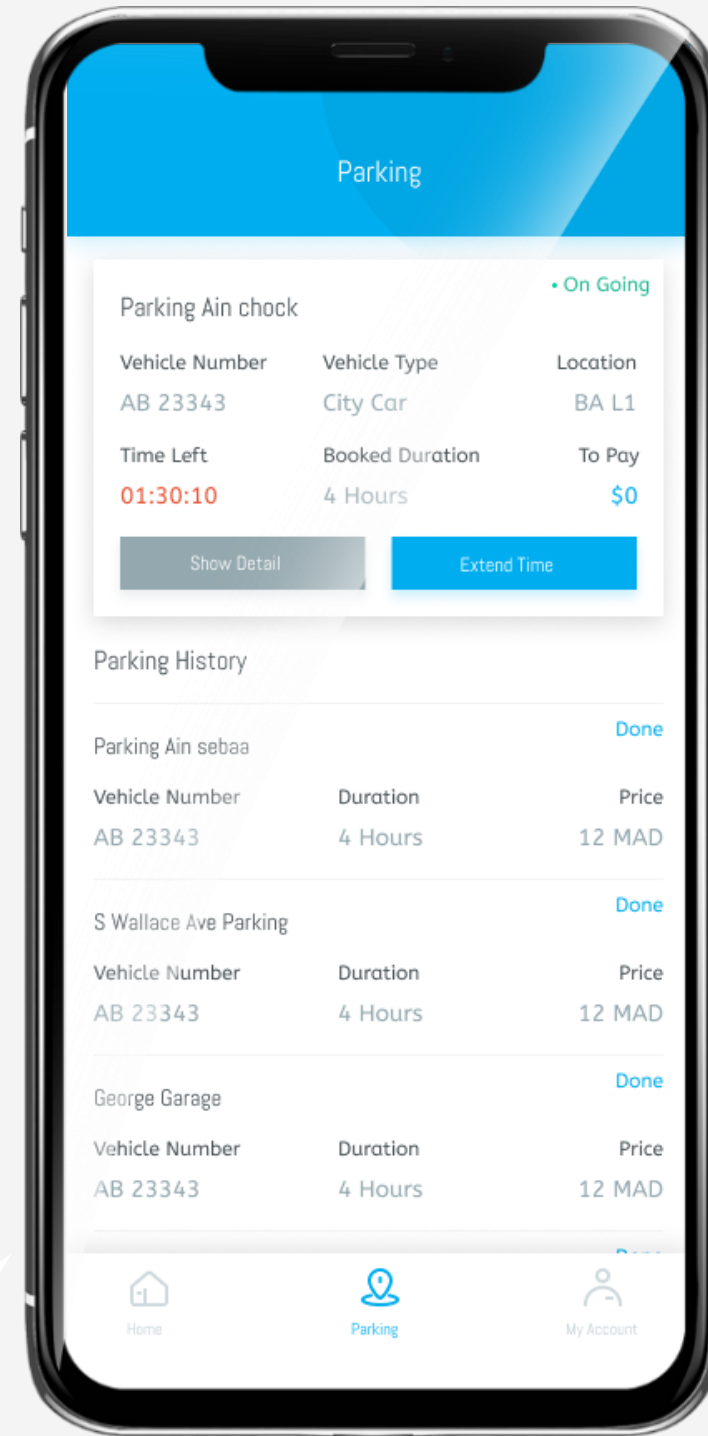 Parking
• On Going
Parking Ain chock
Vehicle Number Vehicle Type Location
AB 23343 City Car BA L1
Time Left Booked Duration To Pay
01:30:10 4 Hours $0
Show Detail Extend Time
Parking History
Done
Parking Ain sebaa
Vehicle Number Duration Price
AB 23343 4 Hours 12 MAD
Done
S Wallace Ave Parking
Vehicle Number Duration Price
AB 23343 4 Hours 12 MAD
Done
George Garage
Vehicle Number Duration Price
AB 23343 4 Hours 12 MAD
Home Parking My Account